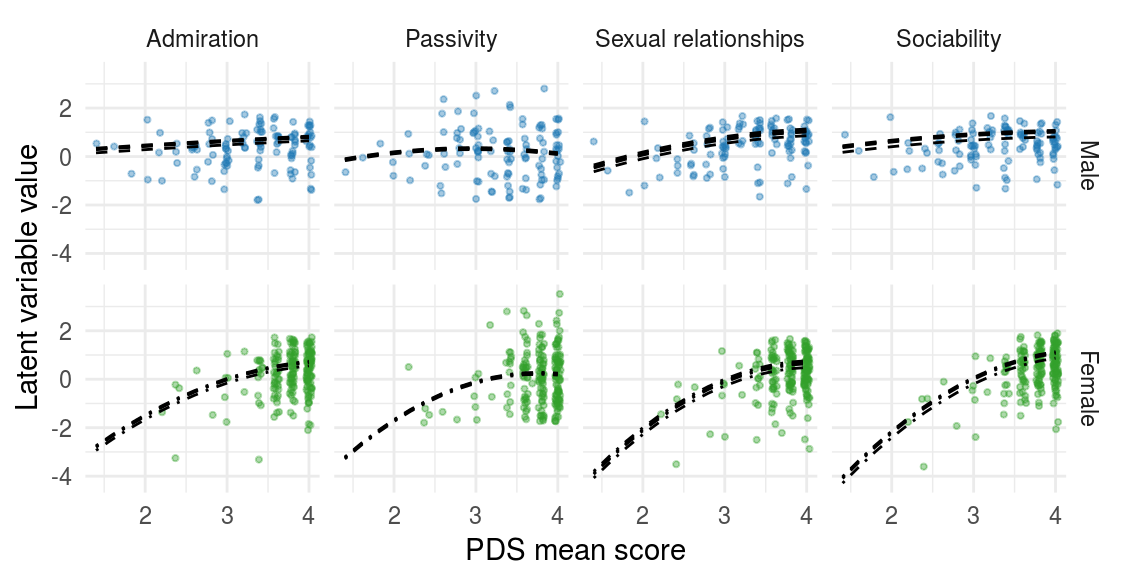 Admiration Passivity Sexual relationships Sociability
2
0
-2
-4
Male
2
0
-2
-4
Female
Latent variable value
2 3 4 2 3 4 2 3 4 2 3 4
PDS mean score